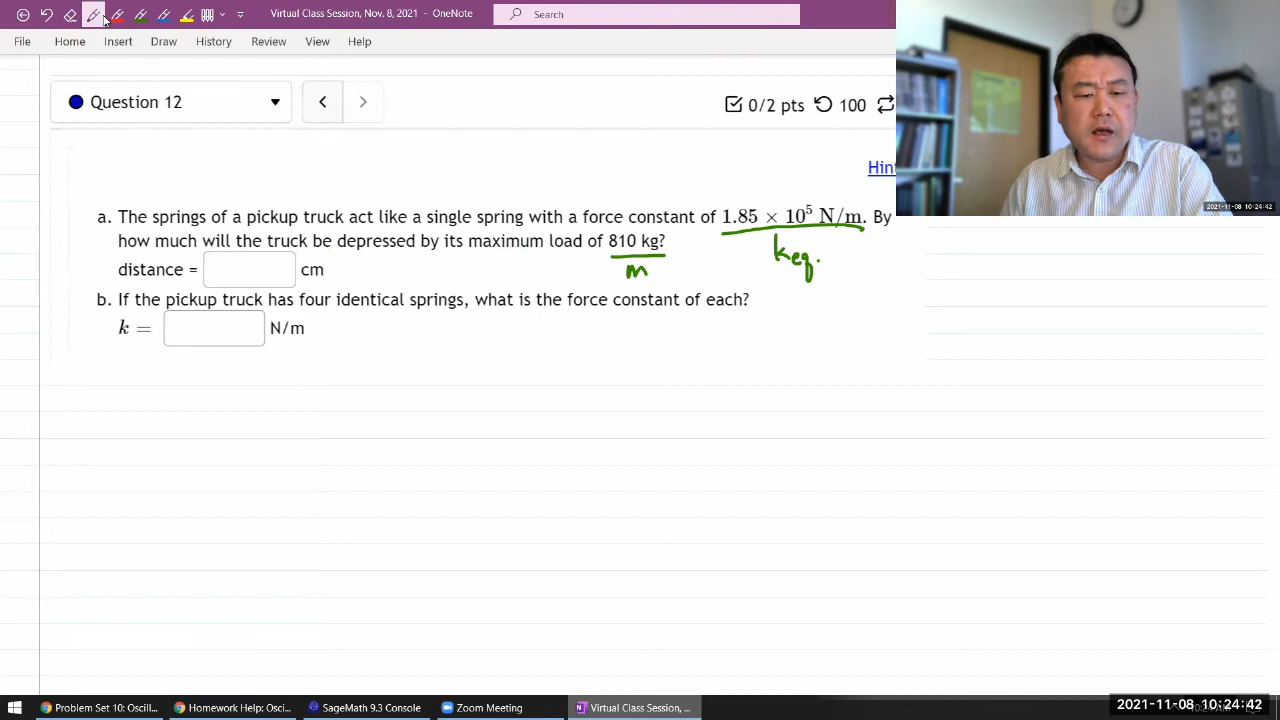 Virtual Class Session, Nov. 8, 2021 - OneNote
Search
File Home Insert Draw History Review View Help
Question 12
0/2 pts 100
Hin
a. The springs of a pickup truck act like a single spring with a force constant of 1.85 × 10⁵ N/m. By
how much will the truck be depressed by its maximum load of 810 kg?
m
keq.
distance = cm
b. If the pickup truck has four identical springs, what is the force constant of each?
k = N/m
2021-11-08 10:24:42
Problem Set 10: Oscill... Homework Help: Osci... SageMath 9.3 Console Zoom Meeting Virtual Class Session, ...
2021-11-08 10:24:42